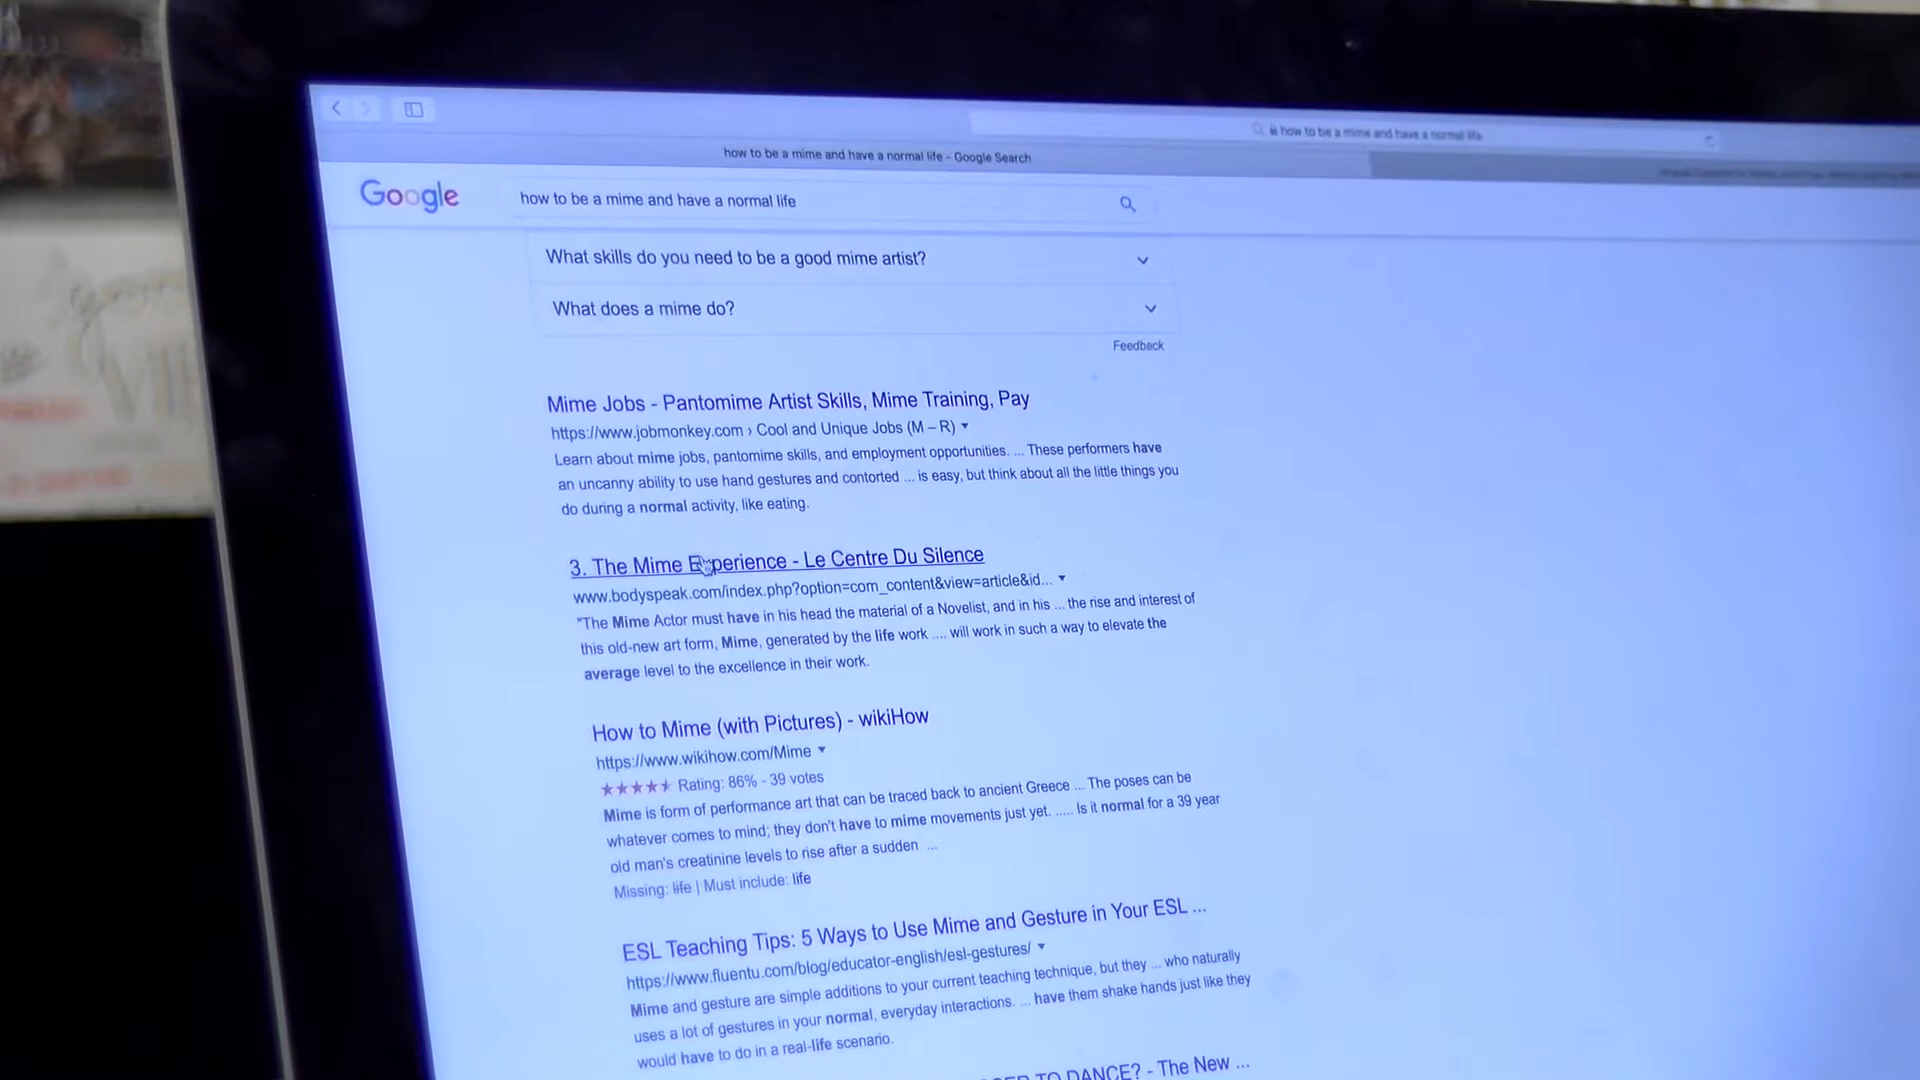 how to be a mime and have a normal life
how to be a mime and have a normal life - Google Search
Google
how to be a mime and have a normal life
What skills do you need to be a good mime artist?
What does a mime do?
Feedback
Mime Jobs - Pantomime Artist Skills, Mime Training, Pay
https://www.jobmonkey.com › Cool and Unique Jobs (M – R)
Learn about mime jobs, pantomime skills, and employment opportunities. ... These performers have
an uncanny ability to use hand gestures and contorted ... is easy, but think about all the little things you
do during a normal activity, like eating.
3. The Mime Experience - Le Centre Du Silence
www.bodyspeak.com/index.php?option=com_content&view=article&id...
"The Mime Actor must have in his head the material of a Novelist, and in his ... the rise and interest of
this old-new art form, Mime, generated by the life work .... will work in such a way to elevate the
average level to the excellence in their work.
How to Mime (with Pictures) - wikiHow
https://www.wikihow.com/Mime
Rating: 86% - 39 votes
Mime is form of performance art that can be traced back to ancient Greece ... The poses can be
whatever comes to mind; they don't have to mime movements just yet. ..... Is it normal for a 39 year
old man's creatinine levels to rise after a sudden ...
Missing: life | Must include: life
ESL Teaching Tips: 5 Ways to Use Mime and Gesture in Your ESL ...
https://www.fluentu.com/blog/educator-english/esl-gestures/
Mime and gesture are simple additions to your current teaching technique, but they ... who naturally
uses a lot of gestures in your normal, everyday interactions. ... have them shake hands just like they
would have to do in a real-life scenario.
TO DANCE? - The New ...